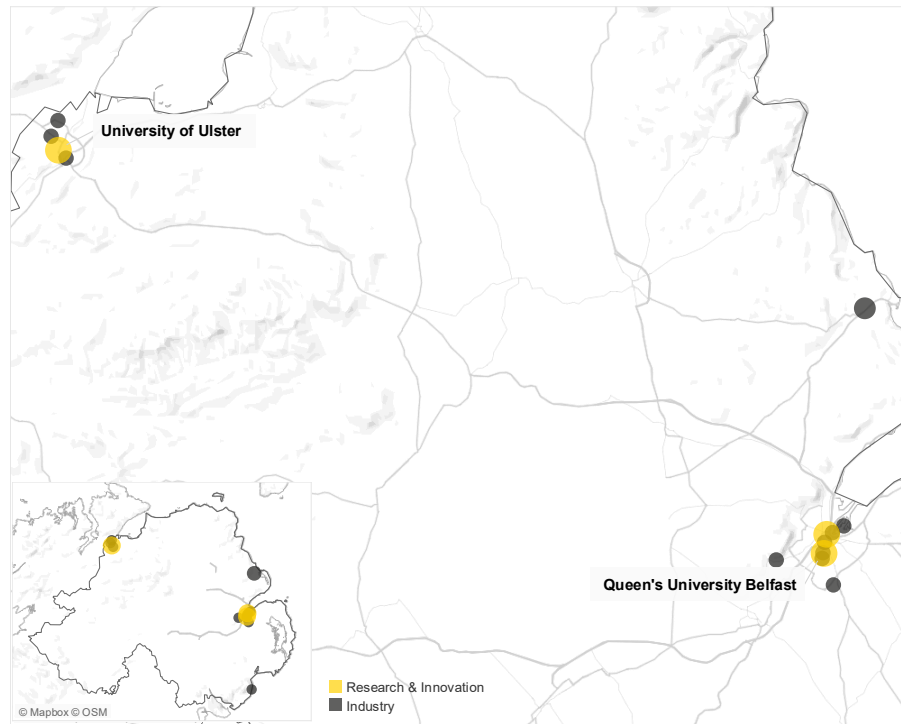 University of Ulster
Queen's University Belfast
Research & Innovation
Industry
© Mapbox © OSM